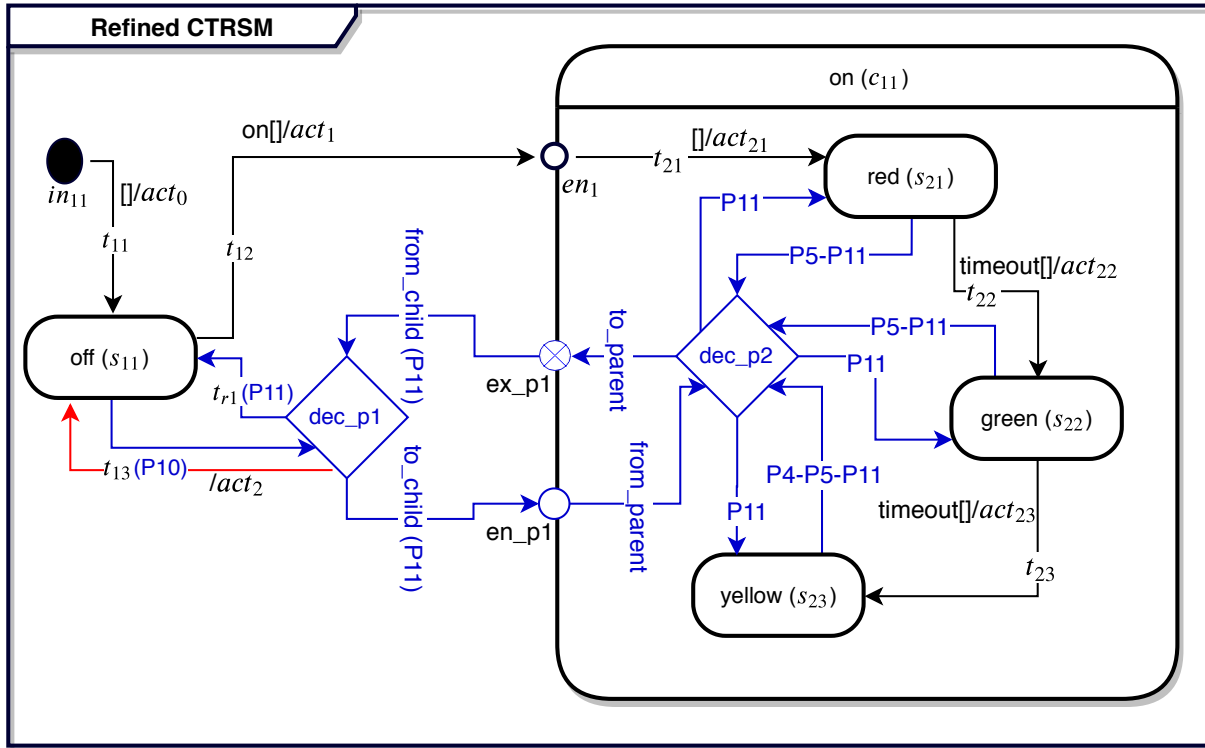 Refined CTRSM
on (c₁₁)
on[]/act₁
[]/act₂₁
t₂₁
in₁₁
[]/act₀
en₁
red (s₂₁)
t₁₁
t₁₂
P11
P5-P11
timeout[]/act₂₂
t₂₂
from_child (P11)
to_parent
P5-P11
off (s₁₁)
dec_p2
P11
ex_p1
tᵣ₁(P11)
dec_p1
green (s₂₂)
t₁₃(P10)
/act₂
to_child (P11)
from_parent
P4-P5-P11
P11
timeout[]/act₂₃
en_p1
t₂₃
yellow (s₂₃)